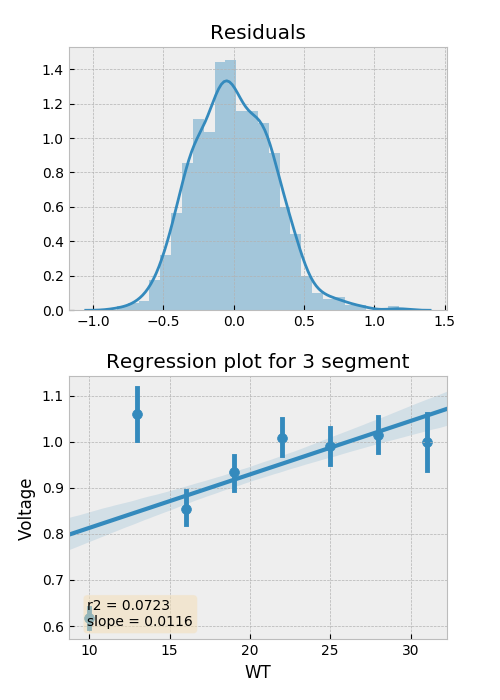 Residuals
1.4
1.2
1.0
0.8
0.6
0.4
0.2
0.0
−1.0 −0.5 0.0 0.5 1.0 1.5
Regression plot for 3 segment
1.1
1.0
0.9
0.8
0.7
0.6
Voltage
r2 = 0.0723
slope = 0.0116
10 15 20 25 30
WT